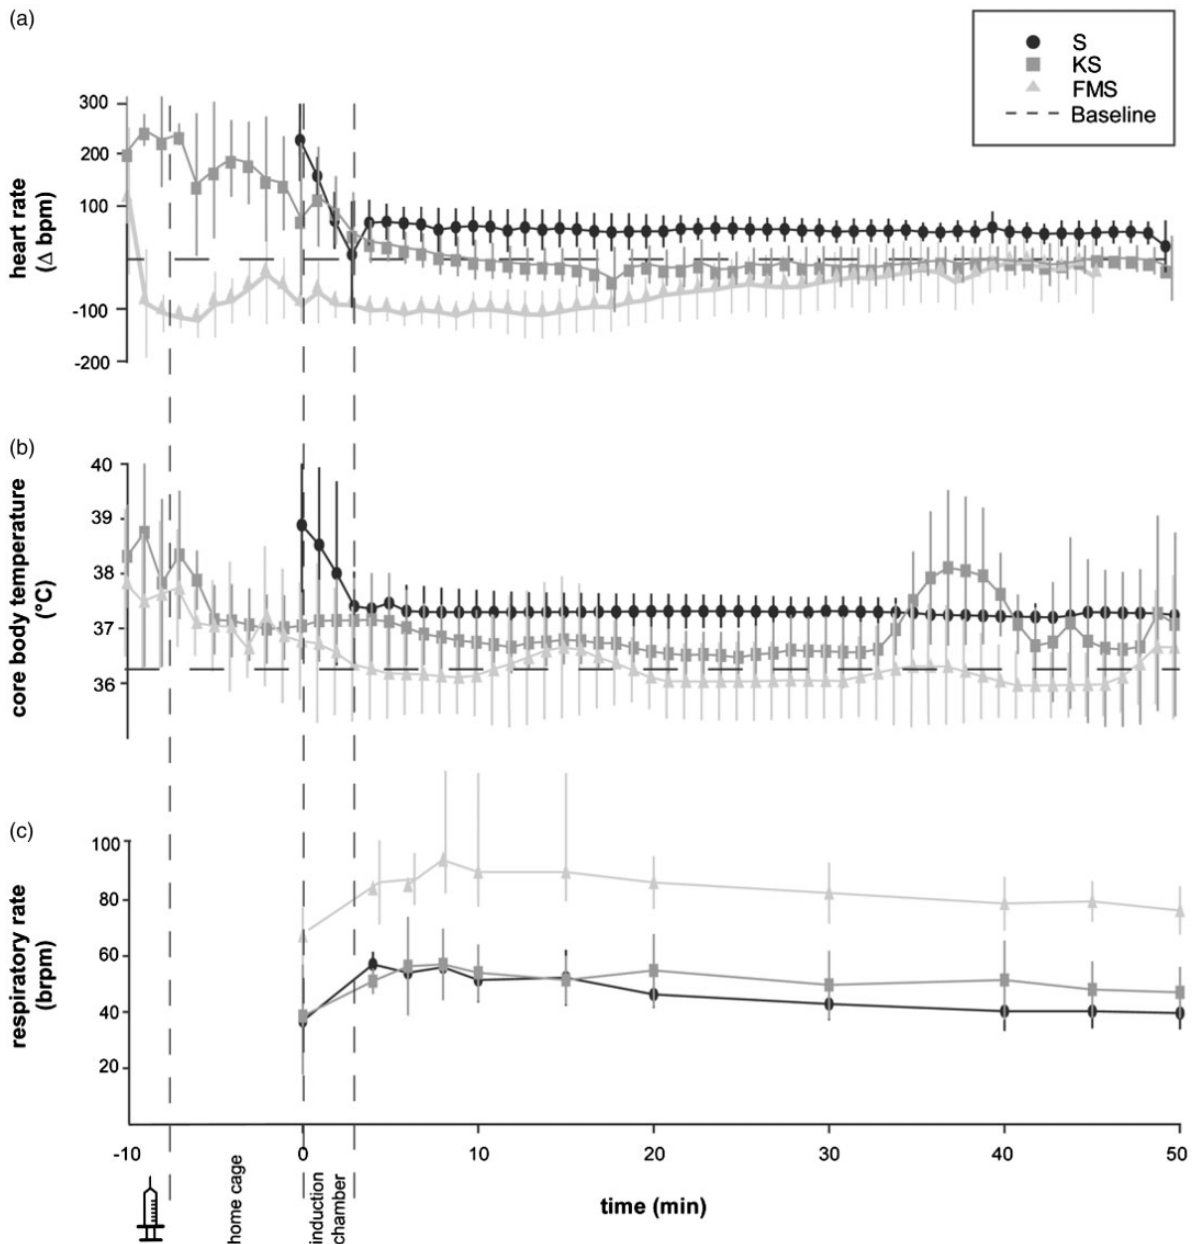 (a)
S
KS
FMS
Baseline
300
200
100
-100
-200
heart rate
(Δ bpm)
(b)
40
39
38
37
36
core body temperature
(°C)
(c)
100
80
60
40
20
respiratory rate
(brpm)
-10
0
10
20
30
40
50
home cage
induction
chamber
time (min)